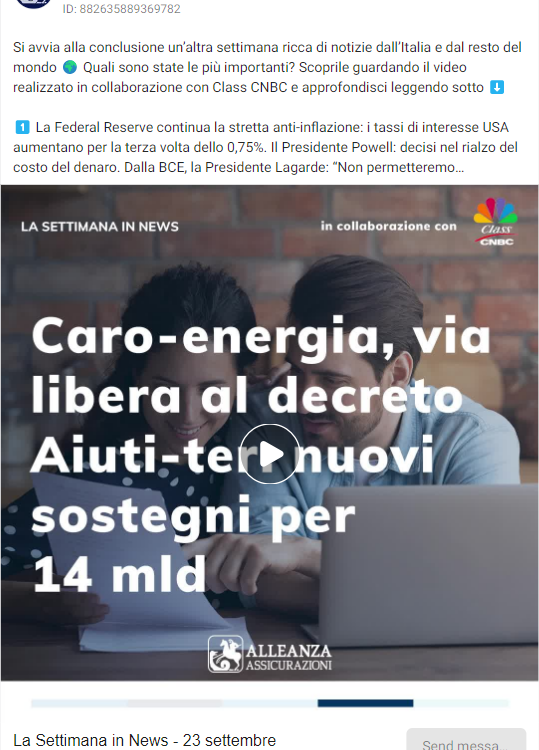 ID: 882635889369782
Si avvia alla conclusione un'altra settimana ricca di notizie dall'Italia e dal resto del
mondo 🌍 Quali sono state le più importanti? Scoprile guardando il video
realizzato in collaborazione con Class CNBC e approfondisci leggendo sotto ⬇️
1️⃣ La Federal Reserve continua la stretta anti-inflazione: i tassi di interesse USA
aumentano per la terza volta dello 0,75%. Il Presidente Powell: decisi nel rialzo del
costo del denaro. Dalla BCE, la Presidente Lagarde: “Non permetteremo…
LA SETTIMANA IN NEWS
in collaborazione con
Class
CNBC
Caro-energia, via
libera al decreto
Aiuti-ter: nuovi
sostegni per
14 mld
ALLEANZA
ASSICURAZIONI
La Settimana in News - 23 settembre
Send messa...